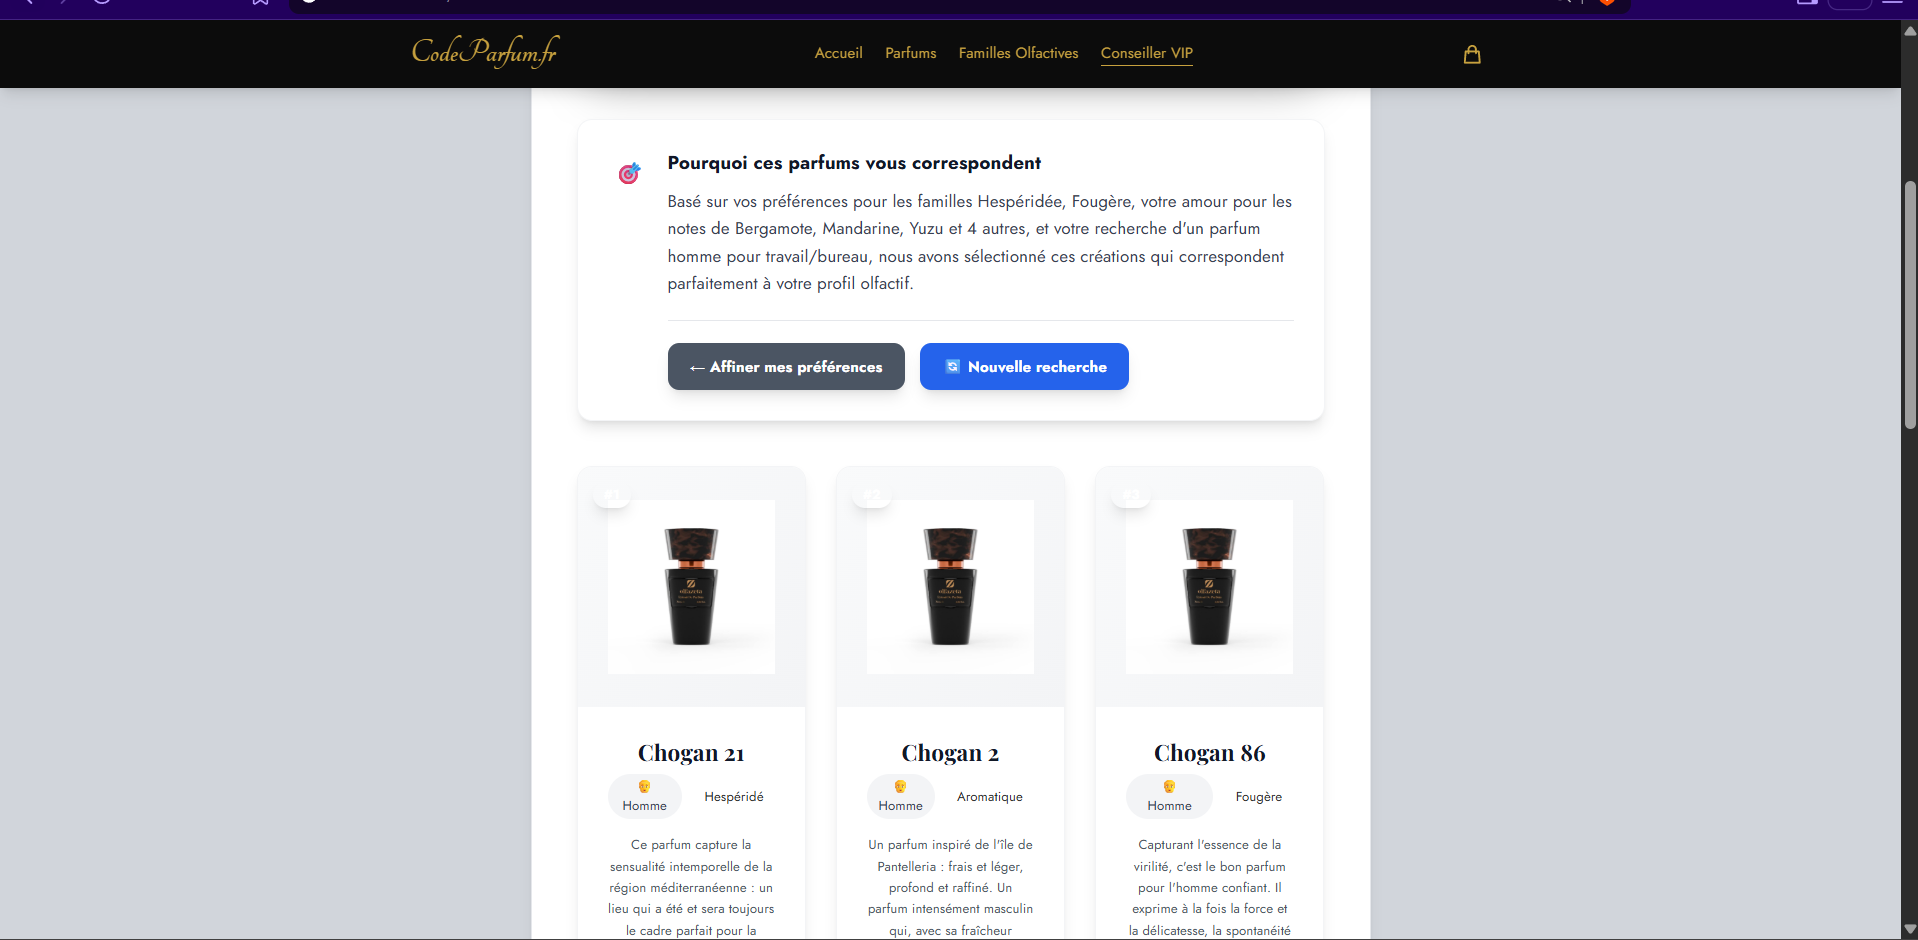 CodeParfum.fr
Accueil Parfums Familles Olfactives Conseiller VIP
Pourquoi ces parfums vous correspondent
Basé sur vos préférences pour les familles Hespéridée, Fougère, votre amour pour les
notes de Bergamote, Mandarine, Yuzu et 4 autres, et votre recherche d'un parfum
homme pour travail/bureau, nous avons sélectionné ces créations qui correspondent
parfaitement à votre profil olfactif.
← Affiner mes préférences
Nouvelle recherche
#1
olfazeta
Chogan 21
Homme
Hespéridé
Ce parfum capture la
sensualité intemporelle de la
région méditerranéenne : un
lieu qui a été et sera toujours
le cadre parfait pour la
#2
olfazeta
Chogan 2
Homme
Aromatique
Un parfum inspiré de l'île de
Pantelleria : frais et léger,
profond et raffiné. Un
parfum intensément masculin
qui, avec sa fraîcheur
#3
olfazeta
Chogan 86
Homme
Fougère
Capturant l'essence de la
virilité, c'est le bon parfum
pour l'homme confiant. Il
exprime à la fois la force et
la délicatesse, la spontanéité